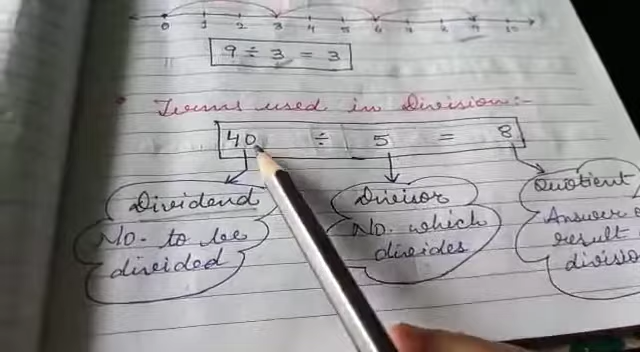 0 1 2 3 4 5 6 7 8 9 10
9 ÷ 3 = 3
Terms used in Division:-
40 ÷ 5 = 8
Dividend
No. to be
divided
Divisor
No. which
divides
Quotient
Answer
result
divisio